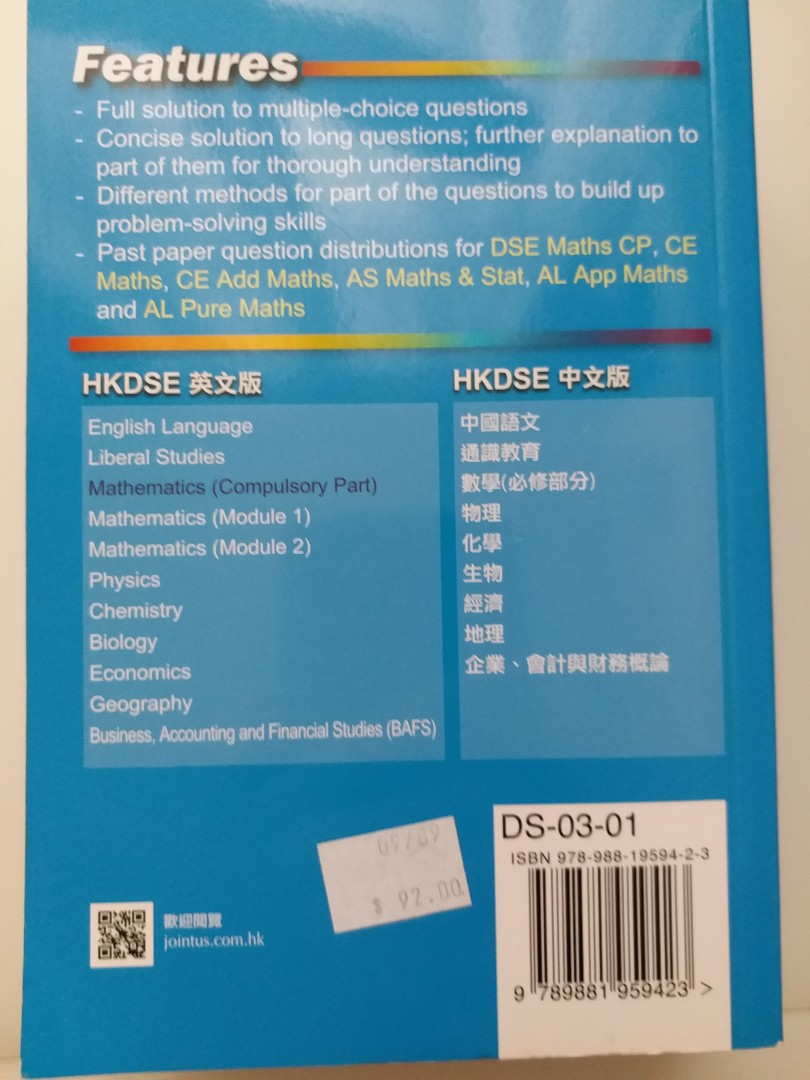 Features
- Full solution to multiple-choice questions
- Concise solution to long questions; further explanation to
part of them for thorough understanding
- Different methods for part of the questions to build up
problem-solving skills
- Past paper question distributions for DSE Maths CP, CE
Maths, CE Add Maths, AS Maths & Stat, AL App Maths
and AL Pure Maths
HKDSE 英文版
English Language
Liberal Studies
Mathematics (Compulsory Part)
Mathematics (Module 1)
Mathematics (Module 2)
Physics
Chemistry
Biology
Economics
Geography
Business, Accounting and Financial Studies (BAFS)
HKDSE 中文版
中國語文
通識教育
數學(必修部分)
物理
化學
生物
經濟
地理
企業、會計與財務概論
$ 92.00
歡迎閱覽
jointus.com.hk
DS-03-01
ISBN 978-988-19594-2-3
9 789881 959423 >